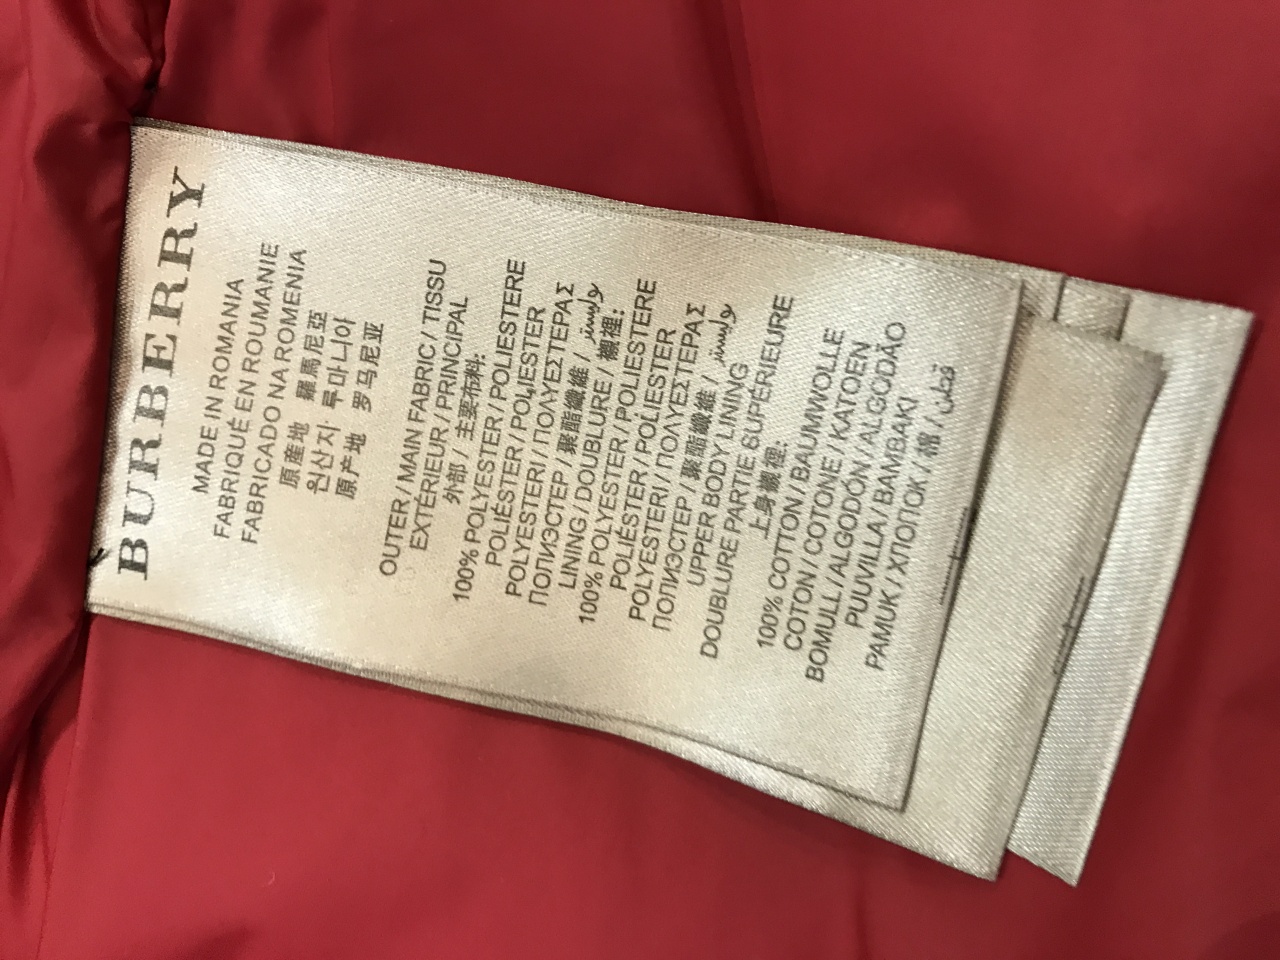 BURBERRY
MADE IN ROMANIA
FABRIQUÉ EN ROUMANIE
FABRICADO NA ROMENIA
原産地 羅馬尼亞
원산지 루마니아
原产地 罗马尼亚
OUTER / MAIN FABRIC / TISSU
EXTÉRIEUR / PRINCIPAL
外部 / 主要布料:
100% POLYESTER / POLIESTERE
POLIÉSTER / POLIESTER
POLYESTERI / ΠΟΛΥΕΣΤΕΡΑΣ
ПОЛИЭСТЕР / 聚酯纖維 / بوليستر
LINING / DOUBLURE / 襯裡:
100% POLYESTER / POLIESTERE
POLIÉSTER / POLIESTER
POLYESTERI / ΠΟΛΥΕΣΤΕΡΑΣ
ПОЛИЭСТЕР / 聚酯纖維 / بوليستر
UPPER BODY LINING
DOUBLURE PARTIE SUPÉRIEURE
上身襯裡:
100% COTTON / BAUMWOLLE
COTON / COTONE / KATOEN
BOMULL / ALGODÓN / ALGODÃO
PUUVILLA / BAMBAKI
PAMUK / ХЛОПОК / 棉 / قطن